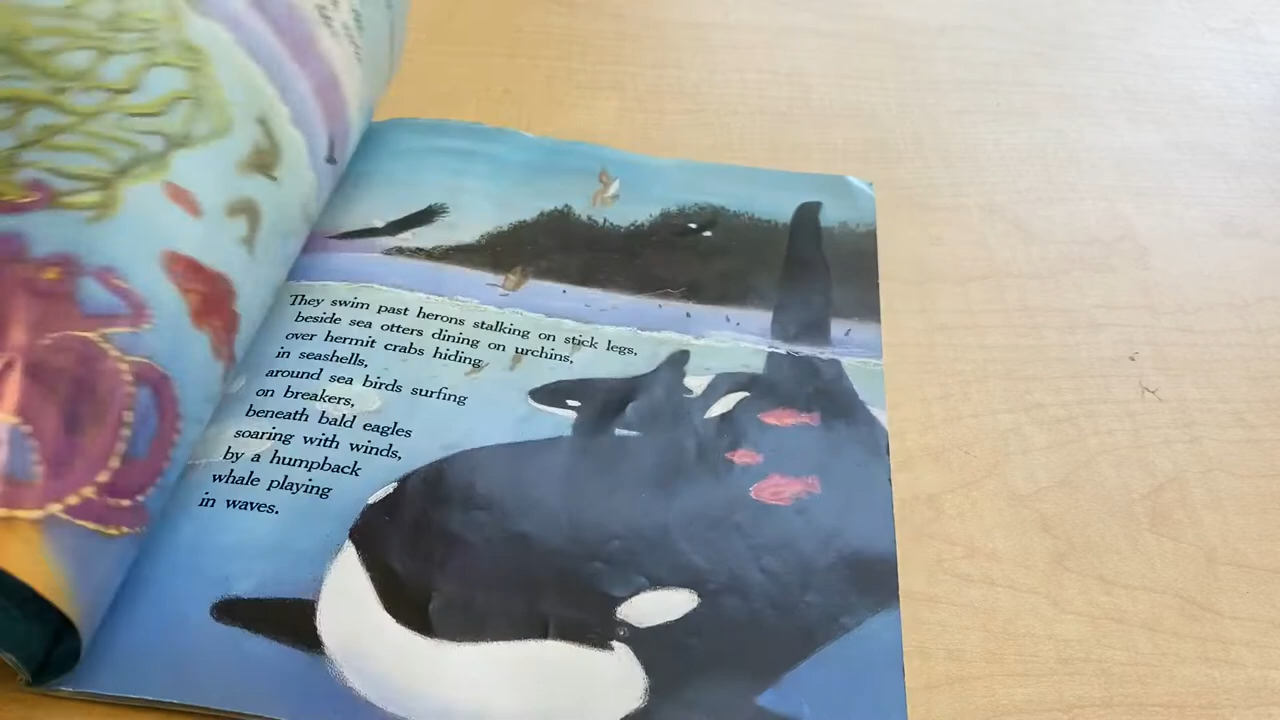 They swim past herons stalking on stick legs,
beside sea otters dining on urchins,
over hermit crabs hiding
in seashells,
around sea birds surfing
on breakers,
beneath bald eagles
soaring with winds,
by a humpback
whale playing
in waves.